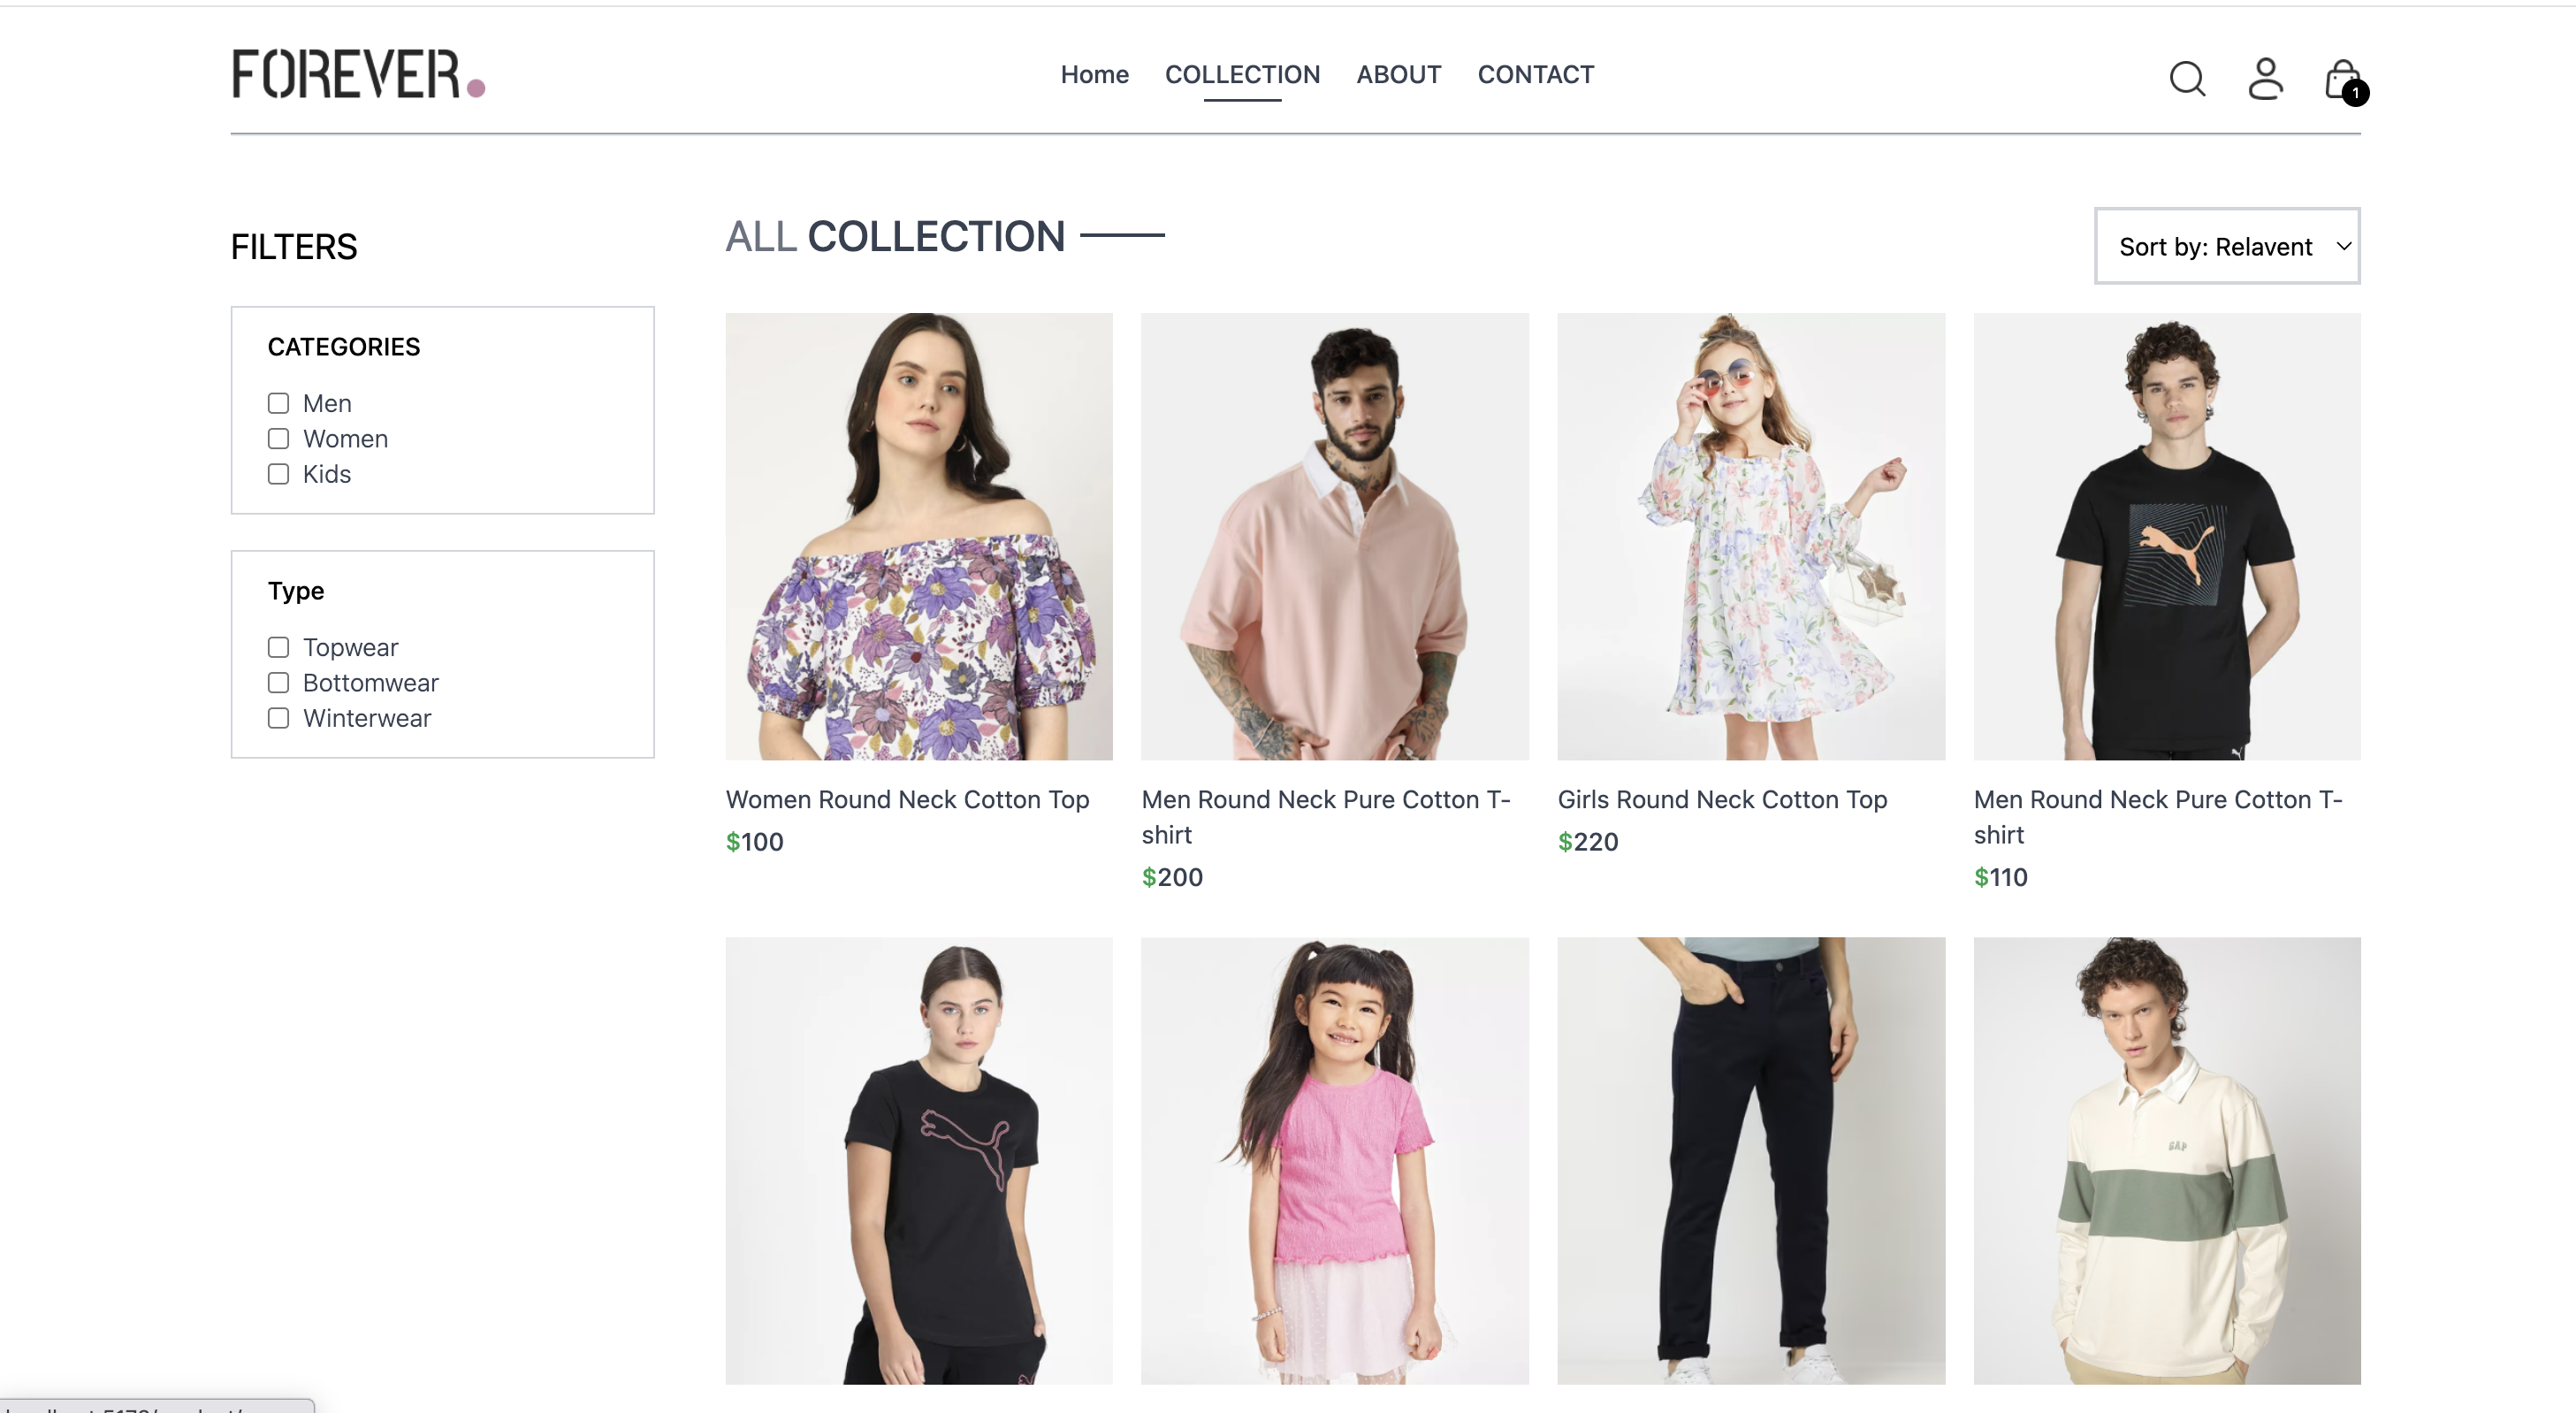 FOREVER.
Home COLLECTION ABOUT CONTACT
1
FILTERS
ALL COLLECTION
Sort by: Relavent
CATEGORIES
Men
Women
Kids
Type
Topwear
Bottomwear
Winterwear
Women Round Neck Cotton Top
$100
Men Round Neck Pure Cotton T-
shirt
$200
Girls Round Neck Cotton Top
$220
Men Round Neck Pure Cotton T-
shirt
$110
GAP